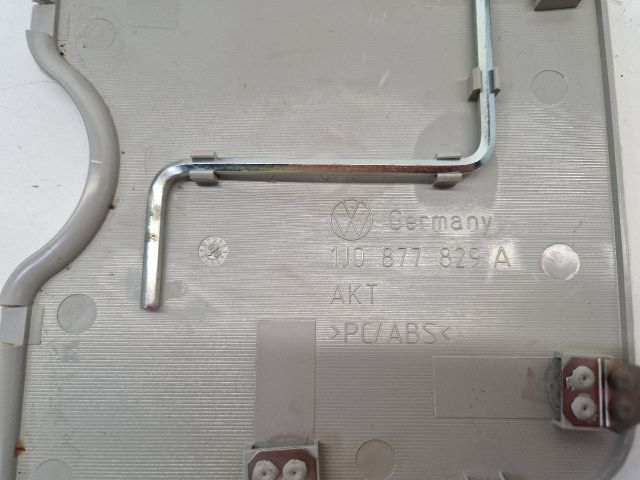 Germany
1J0 877 829 A
AKT
>PC/ABS<